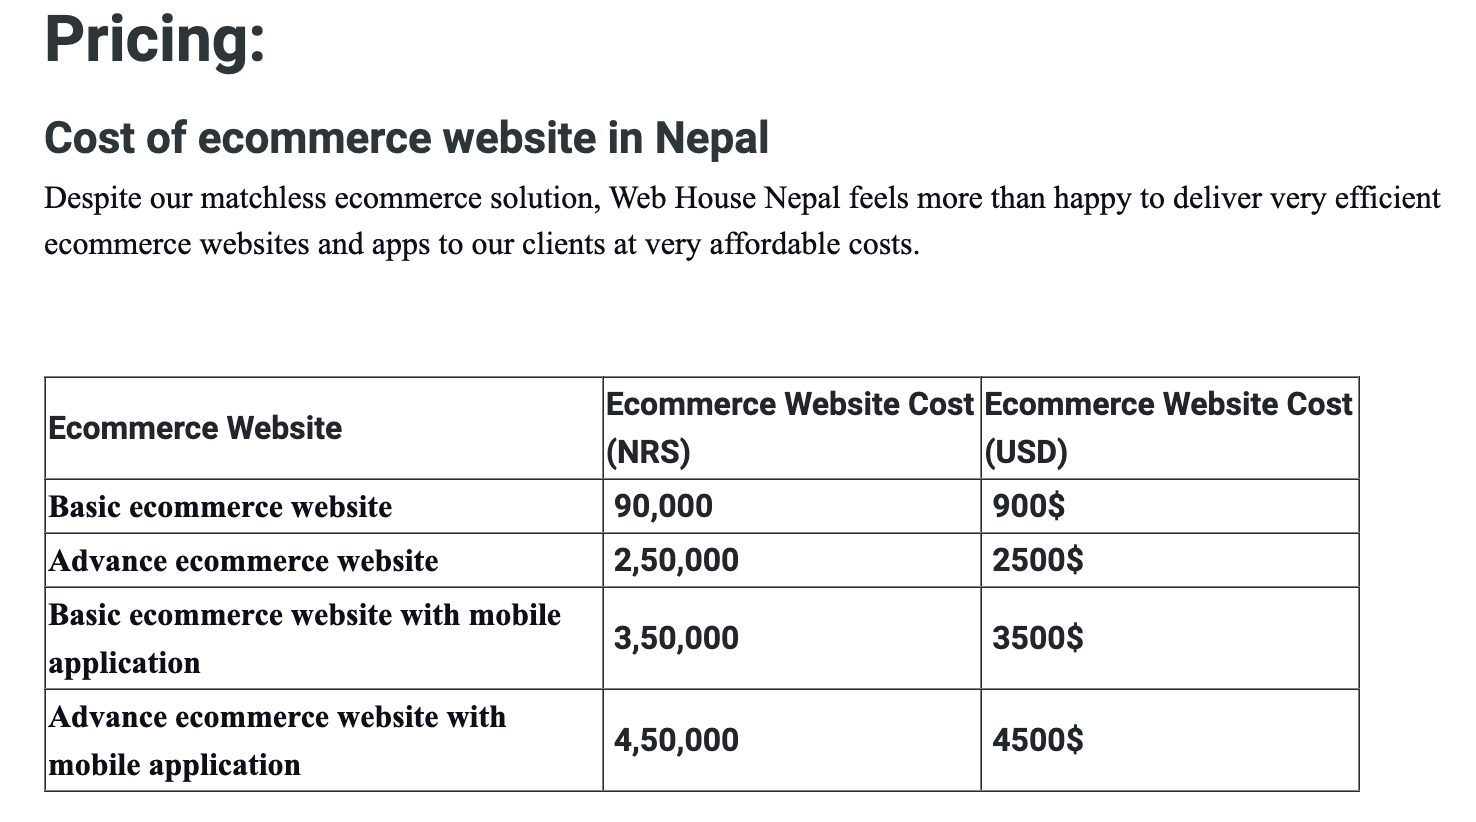 Pricing:
Cost of ecommerce website in Nepal
Despite our matchless ecommerce solution, Web House Nepal feels more than happy to deliver very efficient
ecommerce websites and apps to our clients at very affordable costs.
Ecommerce Website
Ecommerce Website Cost
(NRS)
Ecommerce Website Cost
(USD)
Basic ecommerce website
90,000
900$
Advance ecommerce website
2,50,000
2500$
Basic ecommerce website with mobile
application
3,50,000
3500$
Advance ecommerce website with
mobile application
4,50,000
4500$